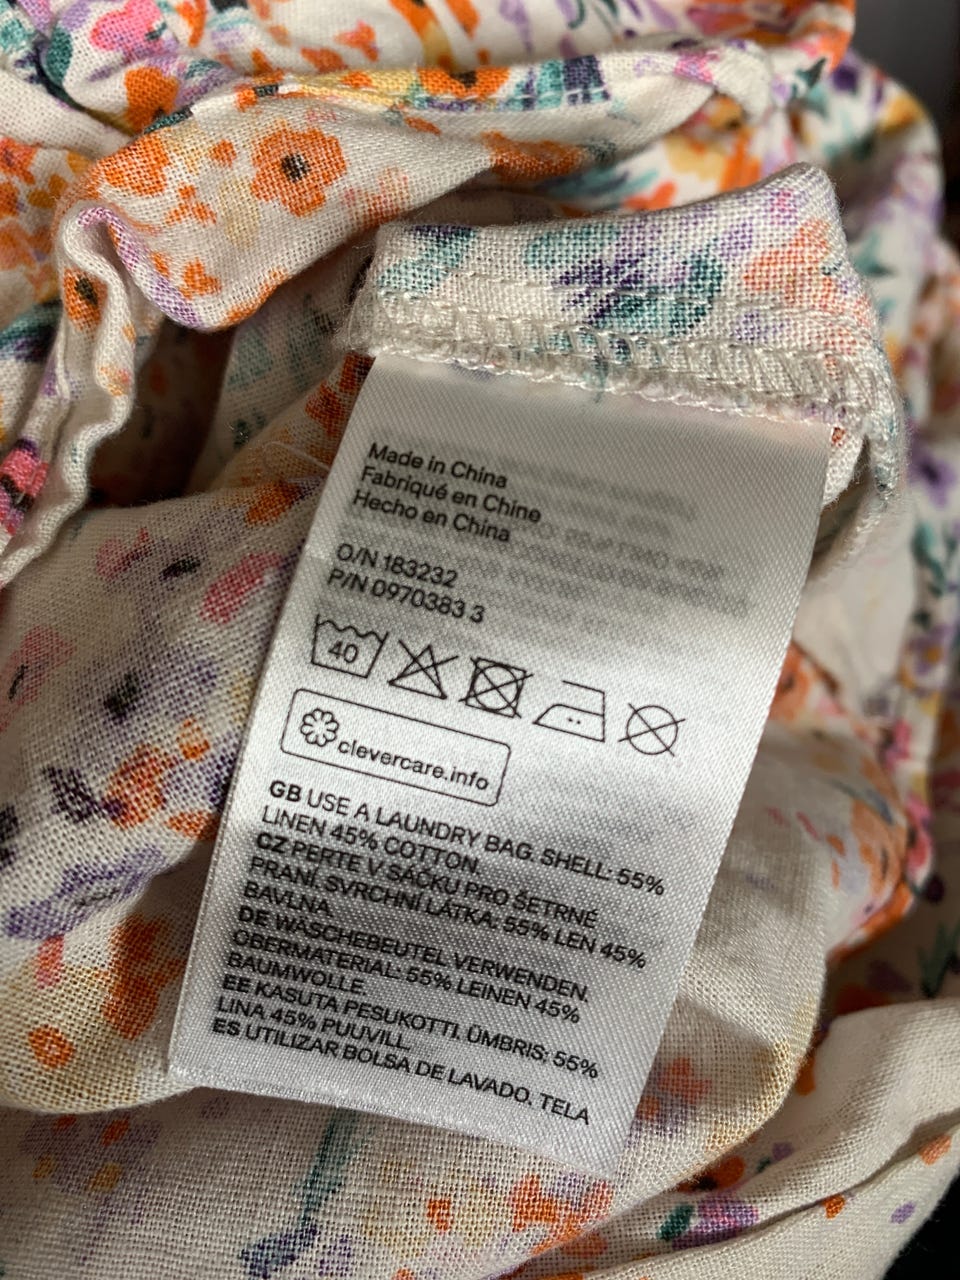 Made in China
Fabriqué en Chine
Hecho en China
O/N 183232
P/N 0970383 3
40
clevercare.info
GB USE A LAUNDRY BAG. SHELL: 55%
LINEN 45% COTTON.
CZ PERTE V SÁČKU PRO ŠETRNÉ
PRANÍ. SVRCHNÍ LÁTKA: 55% LEN 45%
BAVLNA.
DE WÄSCHEBEUTEL VERWENDEN.
OBERMATERIAL: 55% LEINEN 45%
BAUMWOLLE.
EE KASUTA PESUKOTTI. ÜMBRIS: 55%
LINA 45% PUUVILL.
ES UTILIZAR BOLSA DE LAVADO. TELA